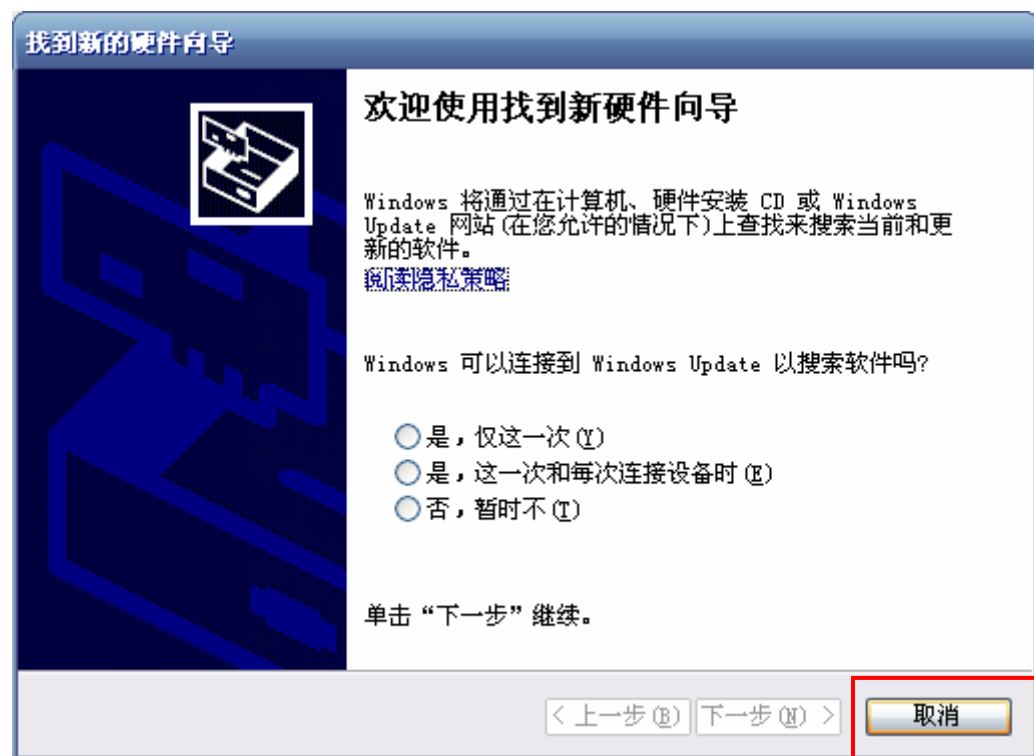 找到新的硬件向导
欢迎使用找到新硬件向导
Windows 将通过在计算机、硬件安装 CD 或 Windows
Update 网站(在您允许的情况下)上查找来搜索当前和更
新的软件。
阅读隐私策略
Windows 可以连接到 Windows Update 以搜索软件吗?
是，仅这一次(Y)
是，这一次和每次连接设备时(E)
否，暂时不(T)
单击“下一步”继续。
< 上一步(B) 下一步(N) > 取消